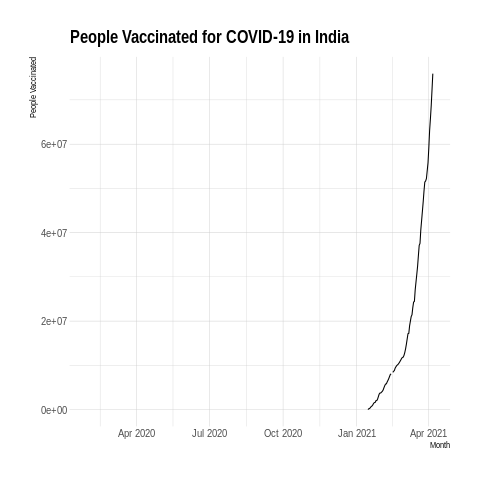 People Vaccinated for COVID-19 in India
People Vaccinated
6e+07
4e+07
2e+07
0e+00
Apr 2020 Jul 2020 Oct 2020 Jan 2021 Apr 2021
Month